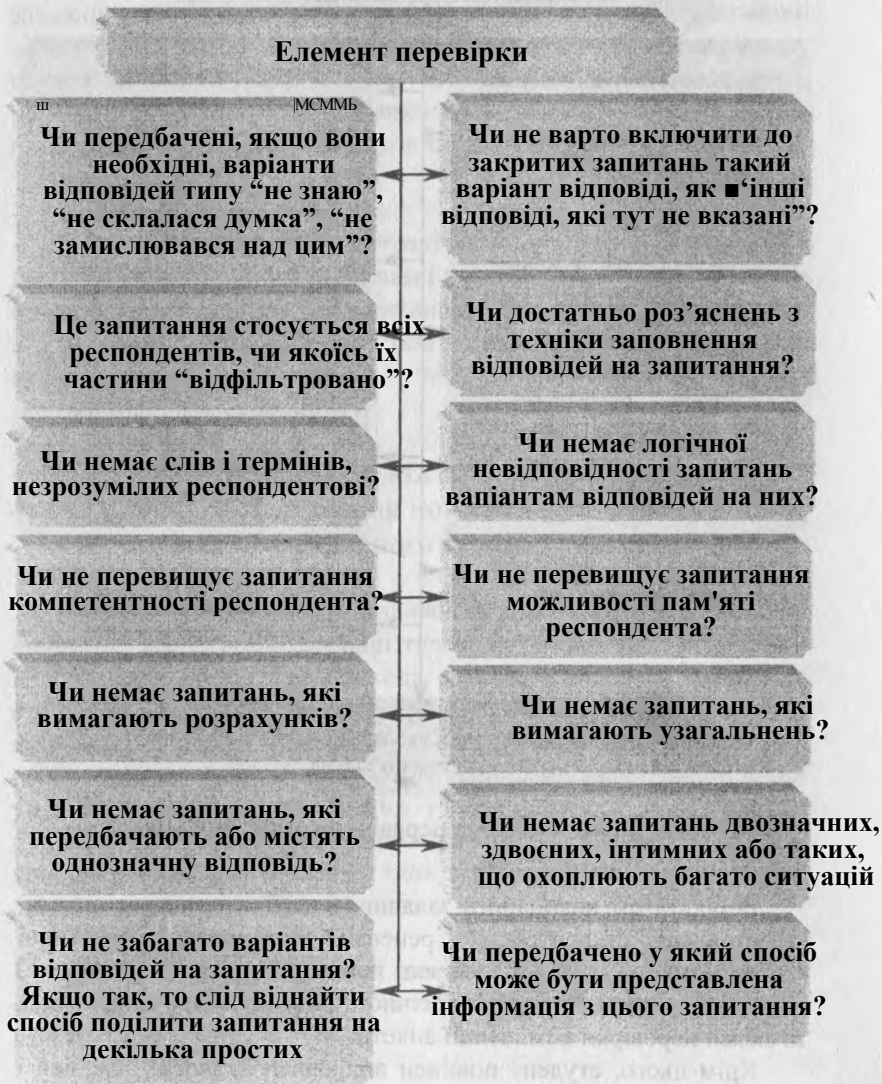 Елемент перевірки
ш |МСММЬ
Чи передбачені, якщо вони
необхідні, варіанти
відповідей типу “не знаю”,
“не склалася думка”, “не
замислювався над цим”?
Чи не варто включити до
закритих запитань такий
варіант відповіді, як ■‘інші
відповіді, які тут не вказані”?
Це запитання стосується всіх
респондентів, чи якоїсь їх
частини “відфільтровано”?
Чи достатньо роз’яснень з
техніки заповнення
відповідей на запитання?
Чи немає слів і термінів,
незрозумілих респондентові?
Чи немає логічної
невідповідності запитань
вапіантам відповідей на них?
Чи не перевищує запитання
компетентності респондента?
Чи не перевищує запитання
можливості пам'яті
респондента?
Чи немає запитань, які
вимагають розрахунків?
Чи немає запитань, які
вимагають узагальнень?
Чи немає запитань, які
передбачають або містять
однозначну відповідь?
Чи немає запитань двозначних,
здвоєних, інтимних або таких,
що охоплюють багато ситуацій
Чи не забагато варіантів
відповідей на запитання?
Якщо так, то слід віднайти
спосіб поділити запитання на
декілька простих
Чи передбачено у який спосіб
може бути представлена
інформація з цього запитання?